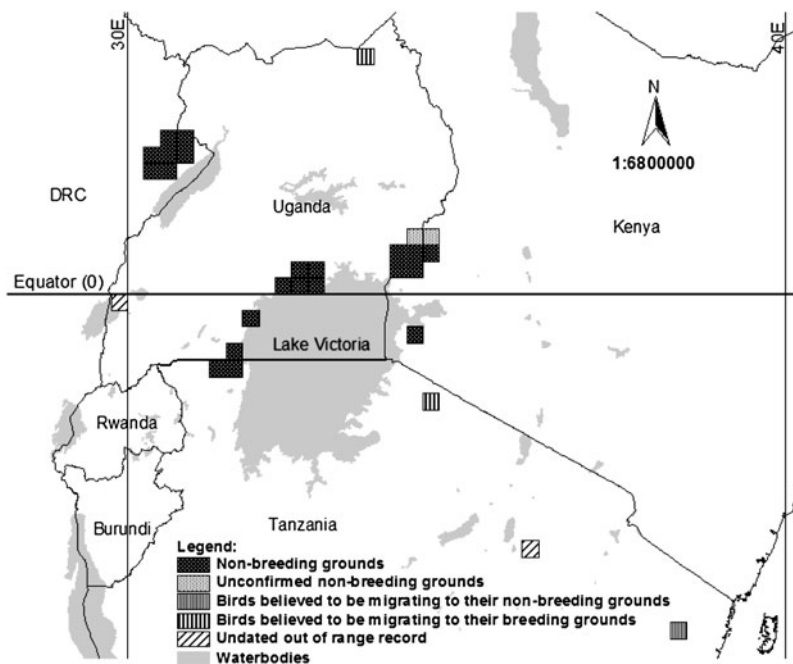 30E
40E
N
1:6800000
DRC
Uganda
Kenya
Equator (0)
Lake Victoria
Rwanda
Burundi
Tanzania
Legend:
Non-breeding grounds
Unconfirmed non-breeding grounds
Birds believed to be migrating to their non-breeding grounds
Birds believed to be migrating to their breeding grounds
Undated out of range record
Waterbodies